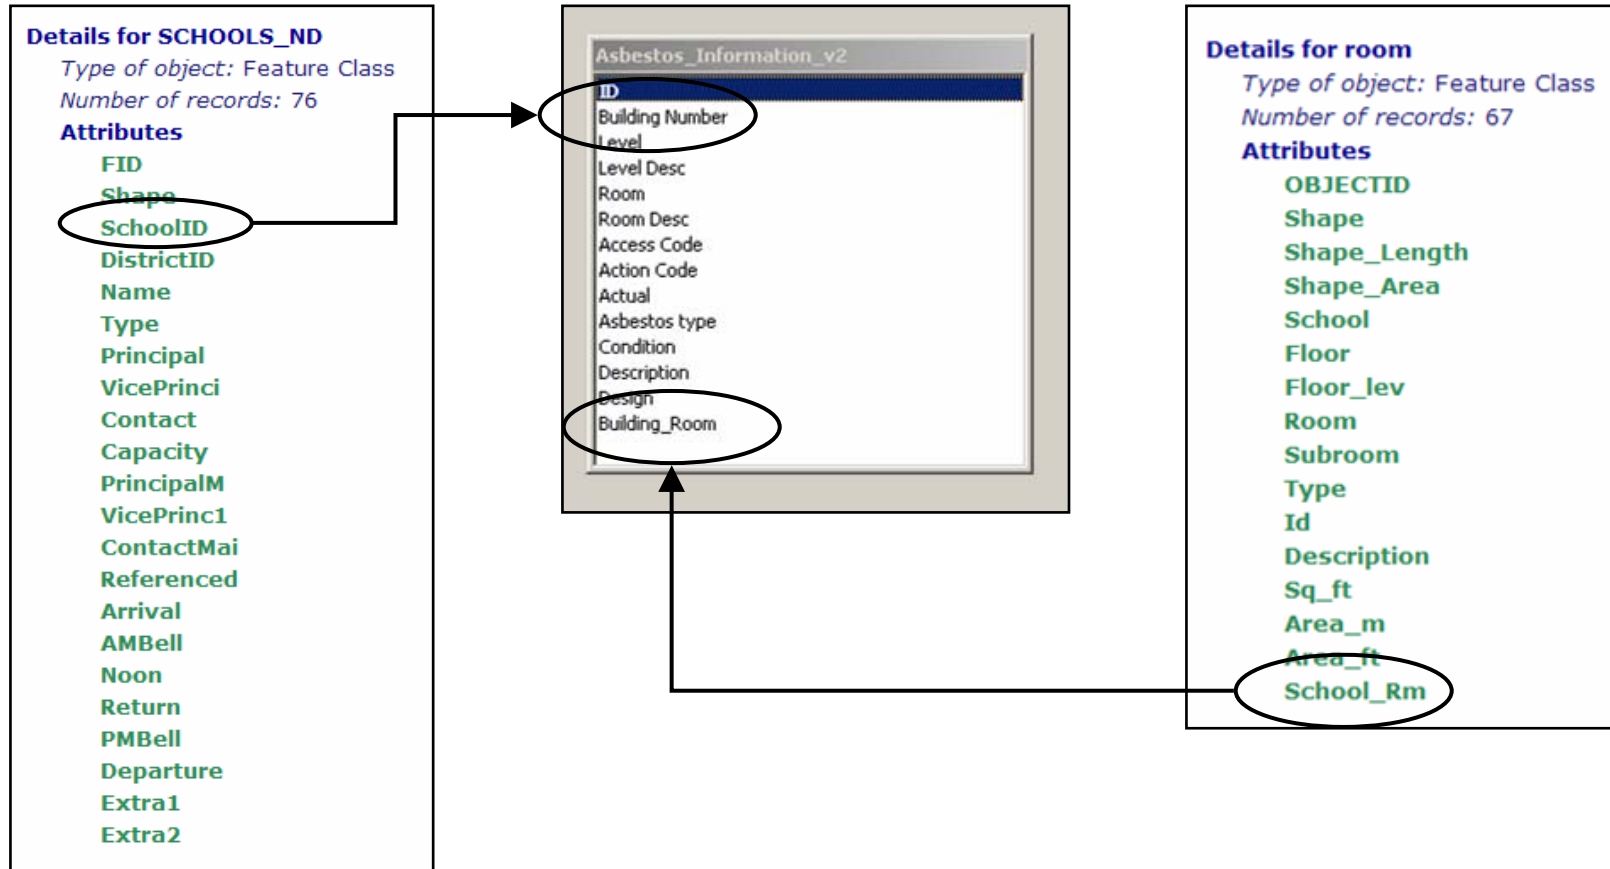 Details for SCHOOLS_ND
Type of object: Feature Class
Number of records: 76
Attributes
FID
Shape
SchoolID
DistrictID
Name
Type
Principal
VicePrinci
Contact
Capacity
PrincipalM
VicePrinc1
ContactMai
Referenced
Arrival
AMBell
Noon
Return
PMBell
Departure
Extra1
Extra2
Asbestos_Information_v2
ID
Building Number
Level
Level Desc
Room
Room Desc
Access Code
Action Code
Actual
Asbestos type
Condition
Description
Design
Building_Room
Details for room
Type of object: Feature Class
Number of records: 67
Attributes
OBJECTID
Shape
Shape_Length
Shape_Area
School
Floor
Floor_lev
Room
Subroom
Type
Id
Description
Sq_ft
Area_m
Area_ft
School_Rm